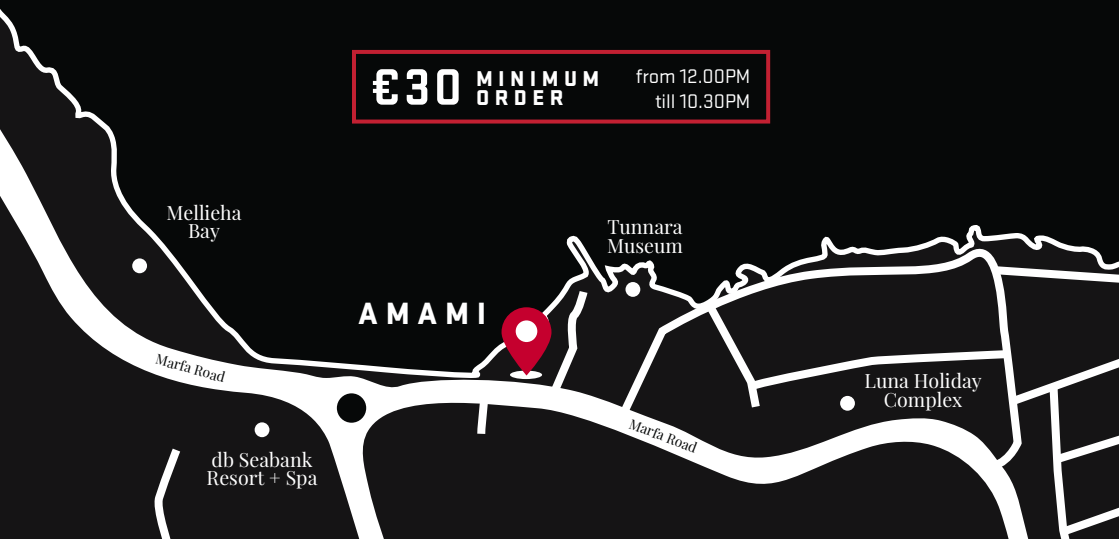 €30 MINIMUM
ORDER
from 12.00PM
till 10.30PM
Mellieha
Bay
Tunnara
Museum
AMAMI
Marfa Road
Luna Holiday
Complex
Marfa Road
db Seabank
Resort + Spa